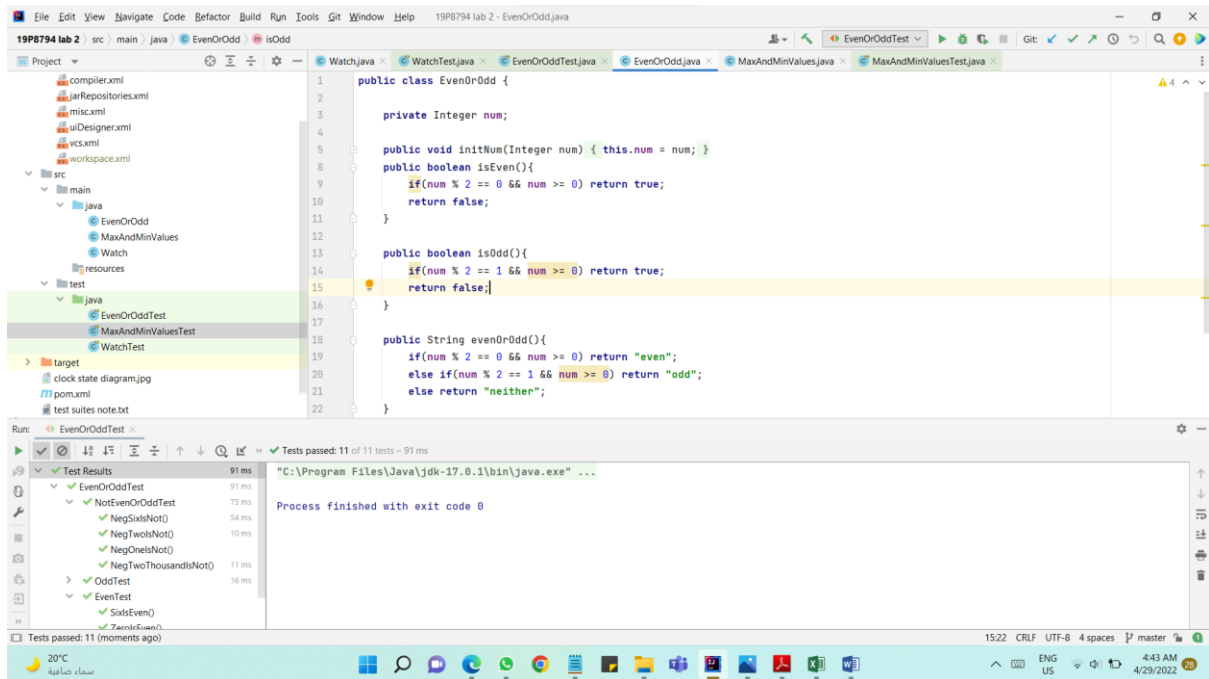 File Edit View Navigate Code Refactor Build Run Tools Git Window Help 19P8794 lab 2 - EvenOrOdd.java
19P8794 lab 2 src main java EvenOrOdd isOdd EvenOrOddTest Git:
Project Watch.java WatchTest.java EvenOrOddTest.java EvenOrOdd.java MaxAndMinValues.java MaxAndMinValuesTest.java
compiler.xml
jarRepositories.xml
misc.xml
uiDesigner.xml
vcs.xml
workspace.xml
src
main
java
EvenOrOdd
MaxAndMinValues
Watch
resources
test
java
EvenOrOddTest
MaxAndMinValuesTest
WatchTest
target
clock state diagram.jpg
pom.xml
test suites note.txt
1 public class EvenOrOdd {
2
3 private Integer num;
4
5 public void initNum(Integer num) { this.num = num; }
8 public boolean isEven(){
9 if(num % 2 == 0 && num >= 0) return true;
10 return false;
11 }
12
13 public boolean isOdd(){
14 if(num % 2 == 1 && num >= 0) return true;
15 return false;
16 }
17
18 public String evenOrOdd(){
19 if(num % 2 == 0 && num >= 0) return "even";
20 else if(num % 2 == 1 && num >= 0) return "odd";
21 else return "neither";
22 }
4
Run: EvenOrOddTest
Tests passed: 11 of 11 tests – 91 ms
Test Results 91 ms
EvenOrOddTest 91 ms
NotEvenOrOddTest 75 ms
NegSixIsNot() 54 ms
NegTwoIsNot() 10 ms
NegOneIsNot()
NegTwoThousandIsNot() 11 ms
OddTest 16 ms
EvenTest
SixIsEven()
ZeroIsEven()
"C:\Program Files\Java\jdk-17.0.1\bin\java.exe" ...
Process finished with exit code 0
Tests passed: 11 (moments ago) 15:22 CRLF UTF-8 4 spaces master
20°C
سماء صافية
ENG
US
4:43 AM
4/29/2022
28